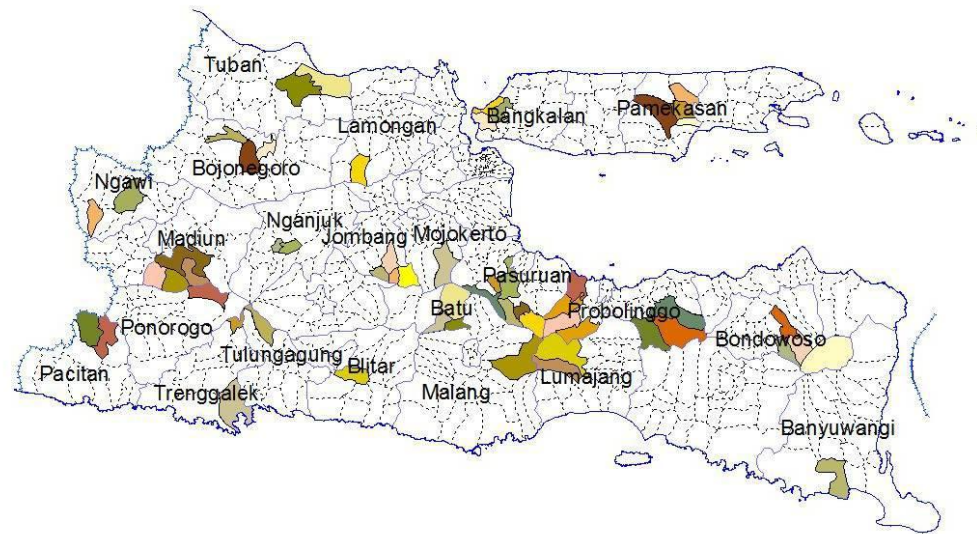 Tuban
Lamongan
Bangkalan
Pamekasan
Bojonegoro
Ngawi
Nganjuk
Madiun
Jombang
Mojokerto
Pasuruan
Batu
Probolinggo
Ponorogo
Bondowoso
Tulungagung
Blitar
Pacitan
Trenggalek
Malang
Lumajang
Banyuwangi